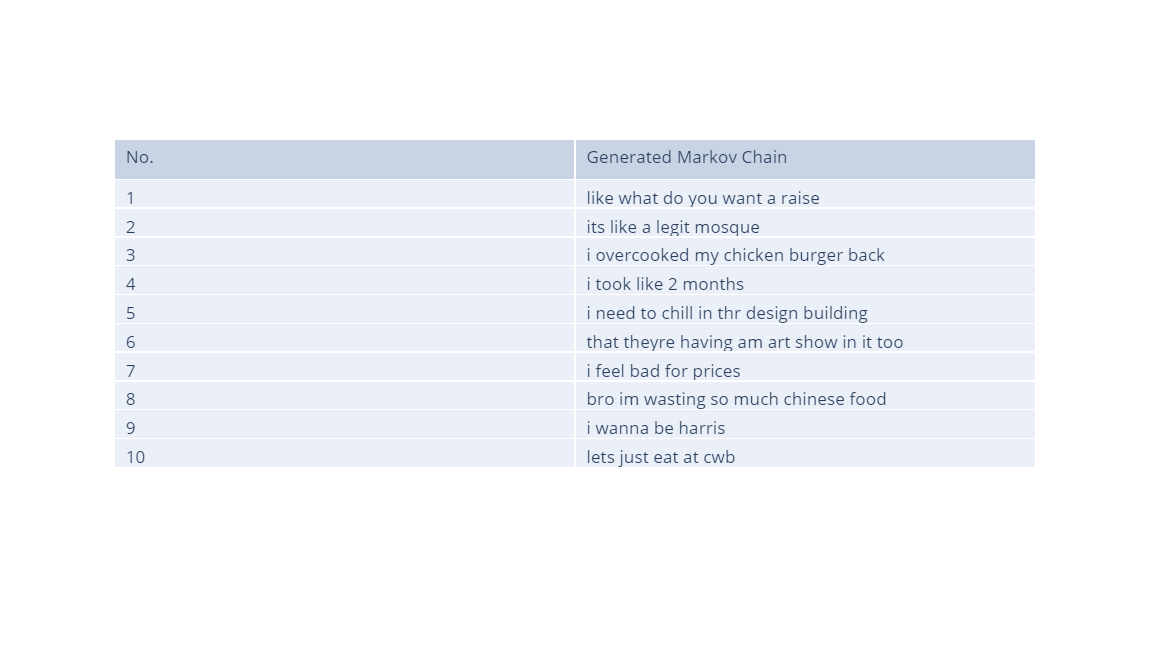 No. Generated Markov Chain
1 like what do you want a raise
2 its like a legit mosque
3 i overcooked my chicken burger back
4 i took like 2 months
5 i need to chill in thr design building
6 that theyre having am art show in it too
7 i feel bad for prices
8 bro im wasting so much chinese food
9 i wanna be harris
10 lets just eat at cwb